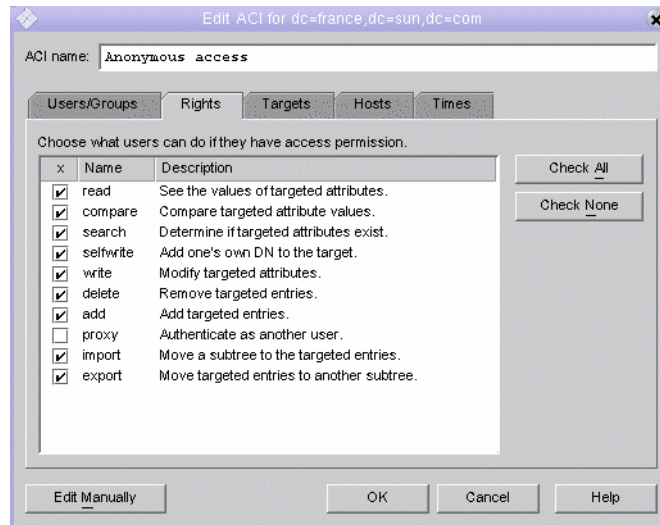 Edit ACI for dc=france,dc=sun,dc=com
ACI name: Anonymous access
Users/Groups Rights Targets Hosts Times
Choose what users can do if they have access permission.
x Name Description
read See the values of targeted attributes.
compare Compare targeted attribute values.
search Determine if targeted attributes exist.
selfwrite Add one's own DN to the target.
write Modify targeted attributes.
delete Remove targeted entries.
add Add targeted entries.
proxy Authenticate as another user.
import Move a subtree to the targeted entries.
export Move targeted entries to another subtree.
Check All
Check None
Edit Manually OK Cancel Help